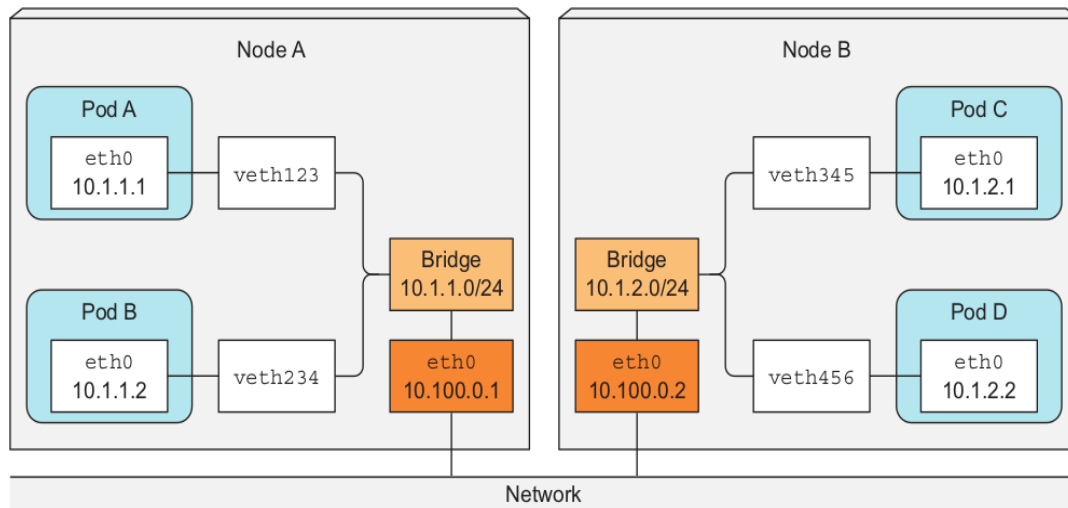 Node A
Pod A
eth0
10.1.1.1
veth123
Bridge
10.1.1.0/24
Pod B
eth0
10.1.1.2
veth234
eth0
10.100.0.1
Node B
Pod C
eth0
10.1.2.1
veth345
Bridge
10.1.2.0/24
Pod D
eth0
10.1.2.2
veth456
eth0
10.100.0.2
Network